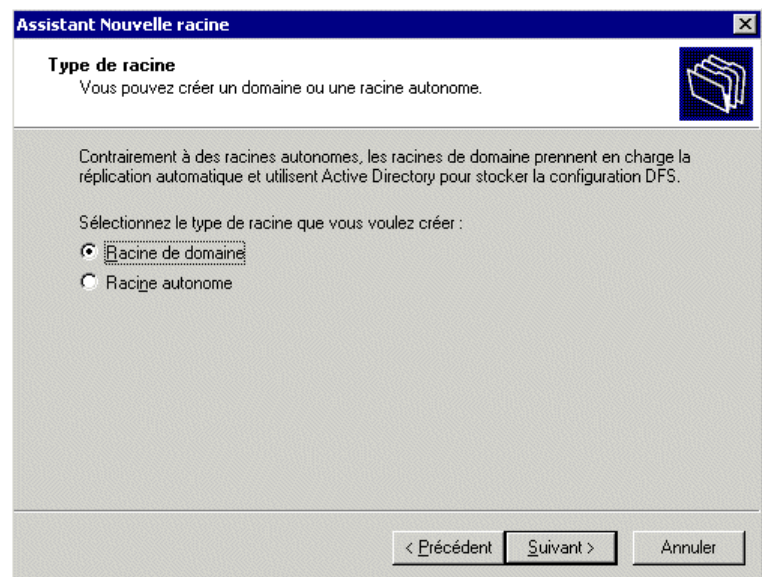 Assistant Nouvelle racine
Type de racine
Vous pouvez créer un domaine ou une racine autonome.
Contrairement à des racines autonomes, les racines de domaine prennent en charge la
réplication automatique et utilisent Active Directory pour stocker la configuration DFS.
Sélectionnez le type de racine que vous voulez créer :
Racine de domaine
Racine autonome
< Précédent
Suivant >
Annuler